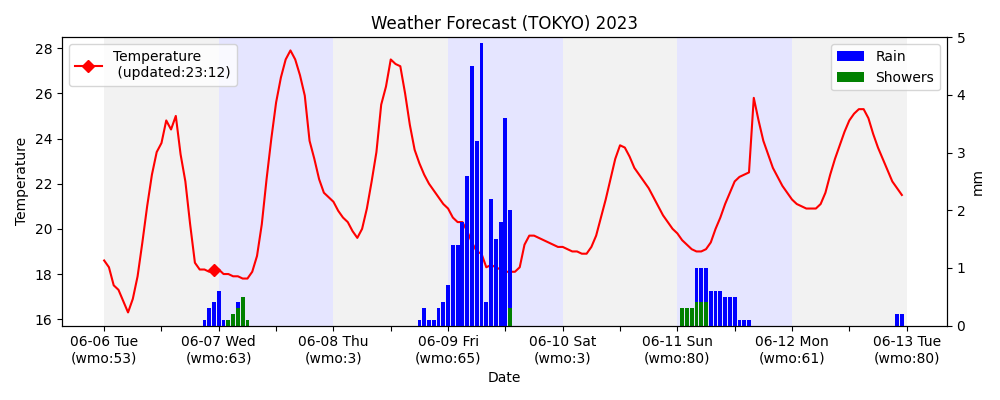 Weather Forecast (TOKYO) 2023
Temperature
(updated:23:12)
Rain
Showers
28
26
24
22
20
18
16
Temperature
5
4
3
2
1
0
mm
06-06 Tue
(wmo:53)
06-07 Wed
(wmo:63)
06-08 Thu
(wmo:3)
06-09 Fri
(wmo:65)
06-10 Sat
(wmo:3)
06-11 Sun
(wmo:80)
06-12 Mon
(wmo:61)
06-13 Tue
(wmo:80)
Date